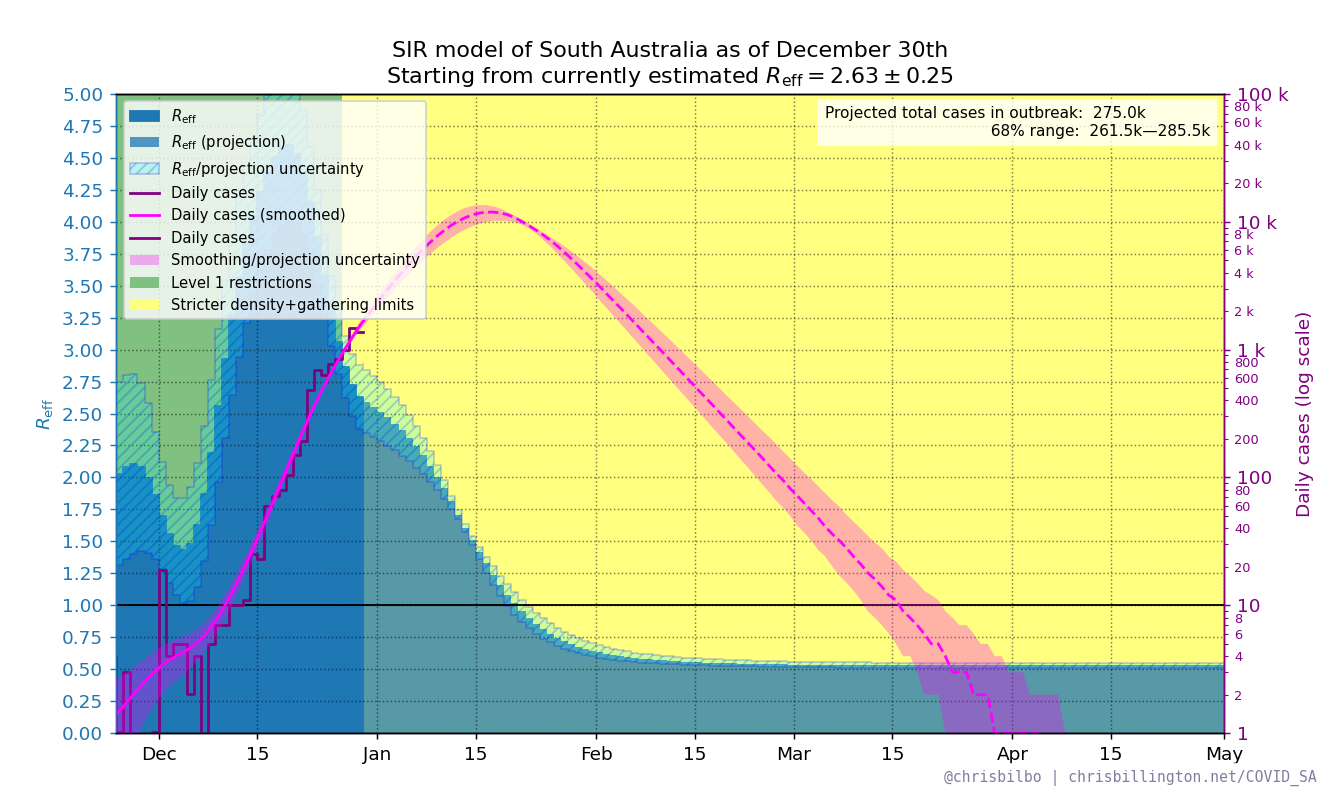 SIR model of South Australia as of December 30th
Starting from currently estimated Reff = 2.63 ± 0.25
Projected total cases in outbreak: 275.0k
68% range: 261.5k—285.5k
Reff
Reff (projection)
Reff/projection uncertainty
Daily cases
Daily cases (smoothed)
Daily cases
Smoothing/projection uncertainty
Level 1 restrictions
Stricter density+gathering limits
Reff
5.00
4.75
4.50
4.25
4.00
3.75
3.50
3.25
3.00
2.75
2.50
2.25
2.00
1.75
1.50
1.25
1.00
0.75
0.50
0.25
0.00
100 k
80 k
60 k
40 k
20 k
10 k
8 k
6 k
4 k
2 k
1 k
800
600
400
200
100
80
60
40
20
10
8
6
4
2
1
Daily cases (log scale)
Dec 15 Jan 15 Feb 15 Mar 15 Apr 15 May
@chrisbilbo | chrisbillington.net/COVID_SA